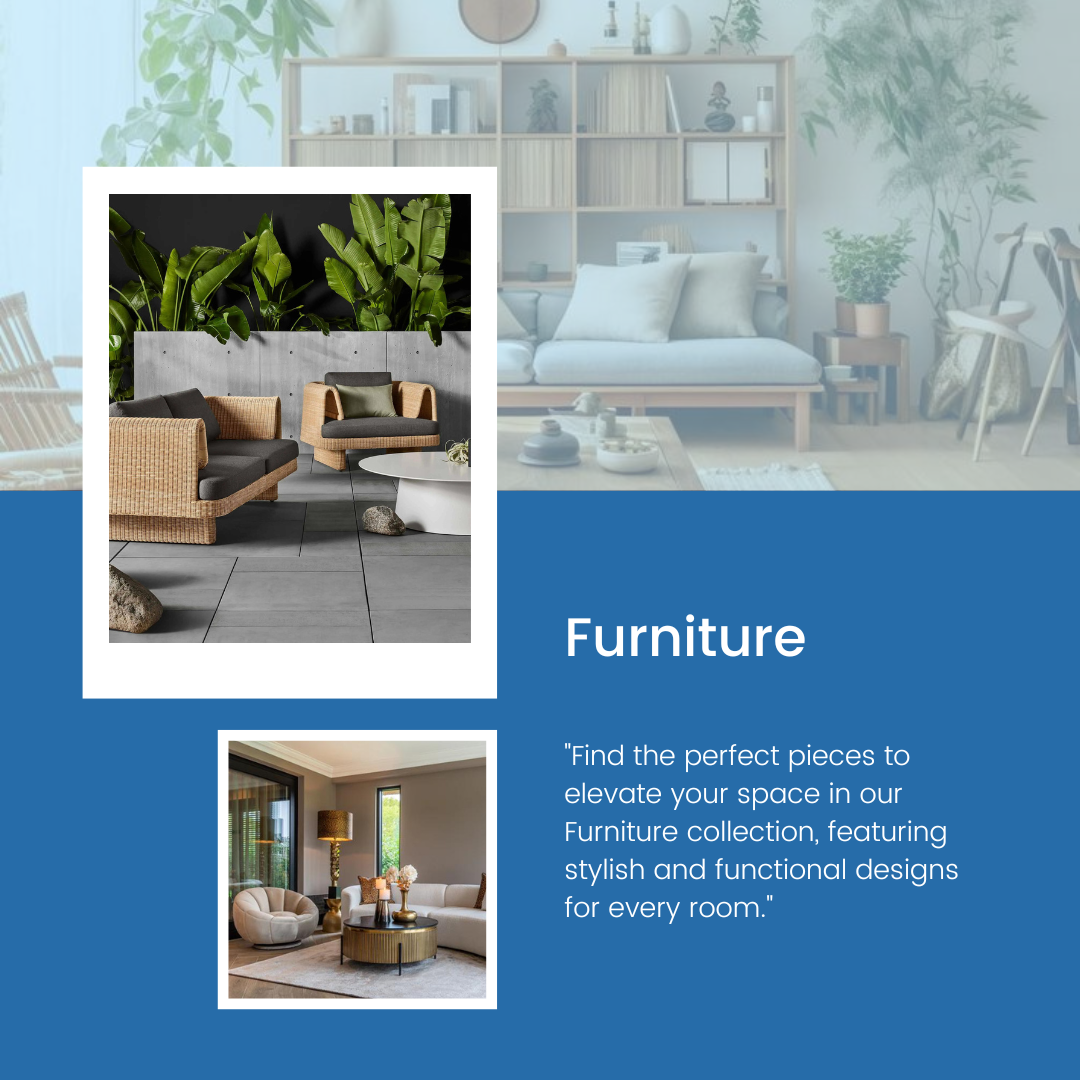 Furniture
"Find the perfect pieces to
elevate your space in our
Furniture collection, featuring
stylish and functional designs
for every room."